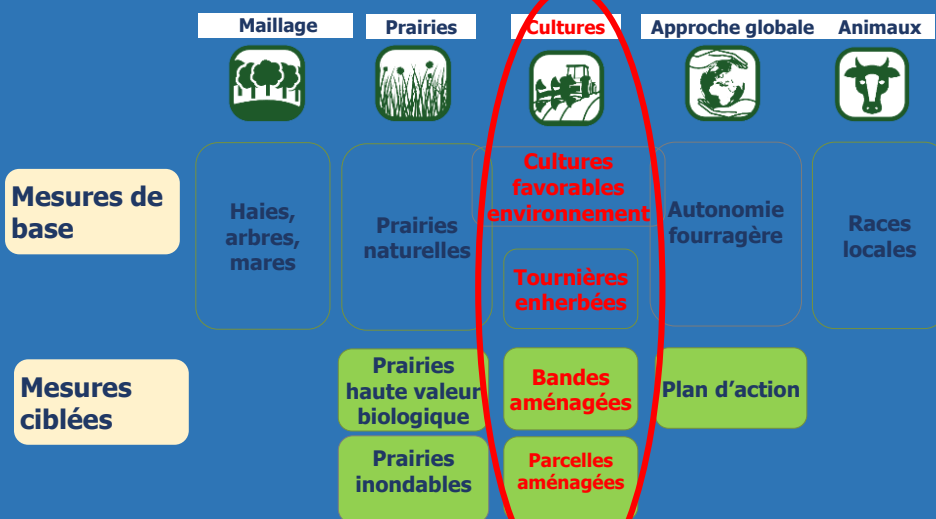 Maillage
Prairies
Cultures
Approche globale
Animaux
Mesures de
base
Haies,
arbres,
mares
Prairies
naturelles
Cultures
favorables
environnement
Tournières
enherbées
Autonomie
fourragère
Races
locales
Mesures
ciblées
Prairies
haute valeur
biologique
Bandes
aménagées
Plan d’action
Prairies
inondables
Parcelles
aménagées